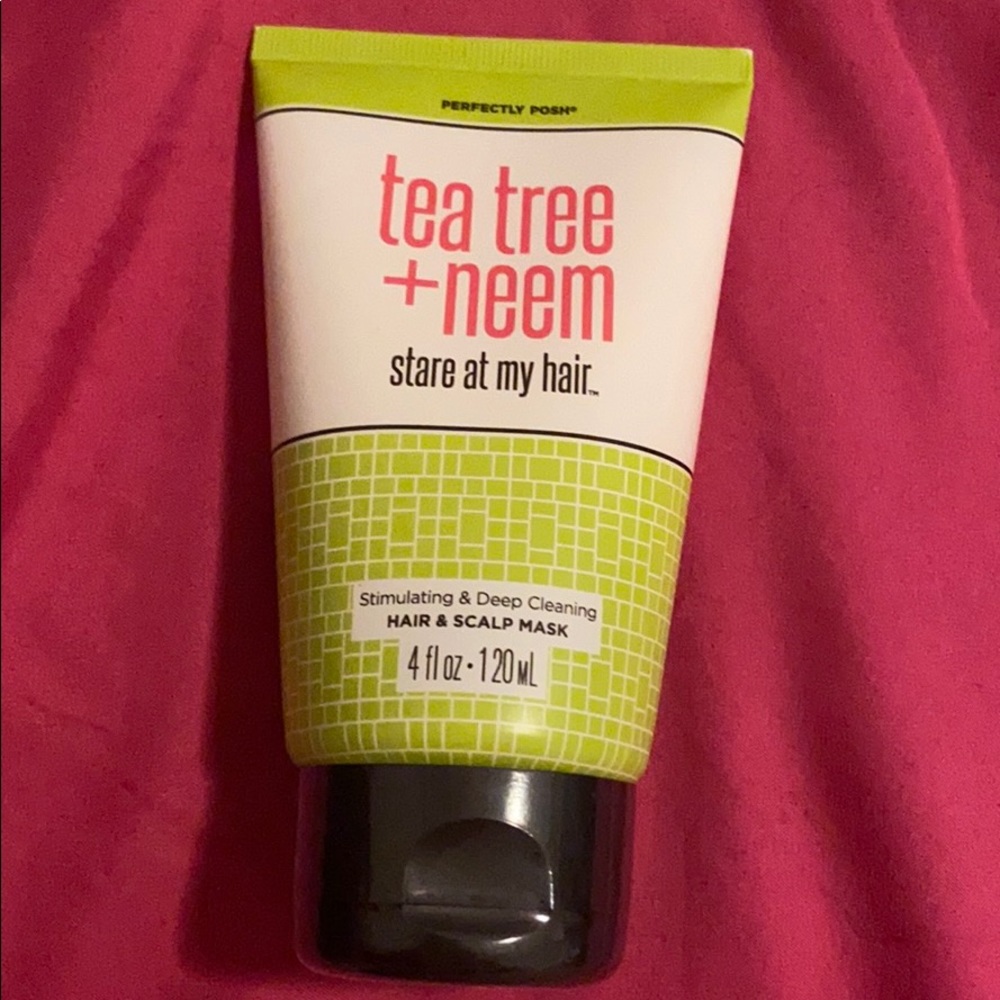 PERFECTLY POSH®
tea tree
+neem
stare at my hair™
Stimulating & Deep Cleaning
HAIR & SCALP MASK
4 fl oz • 120 mL